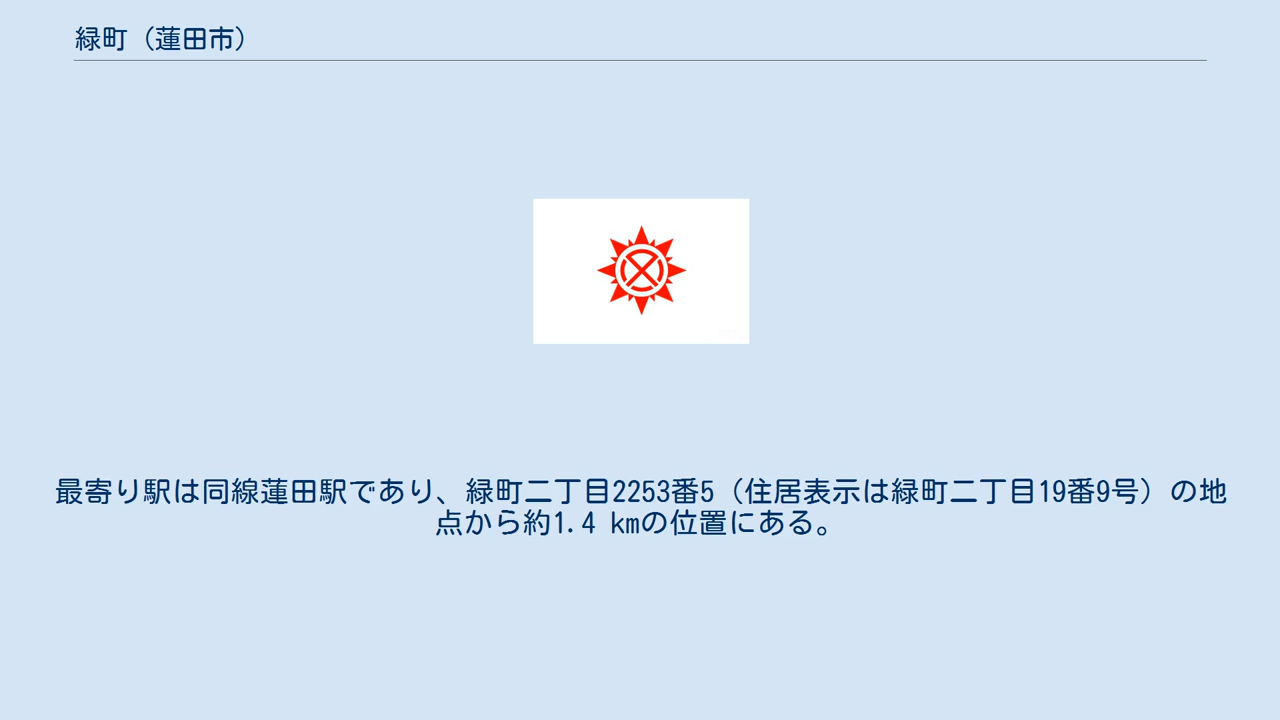 緑町（蓮田市）
最寄り駅は同線蓮田駅であり、緑町二丁目2253番5（住居表示は緑町二丁目19番9号）の地
点から約1.4 kmの位置にある。